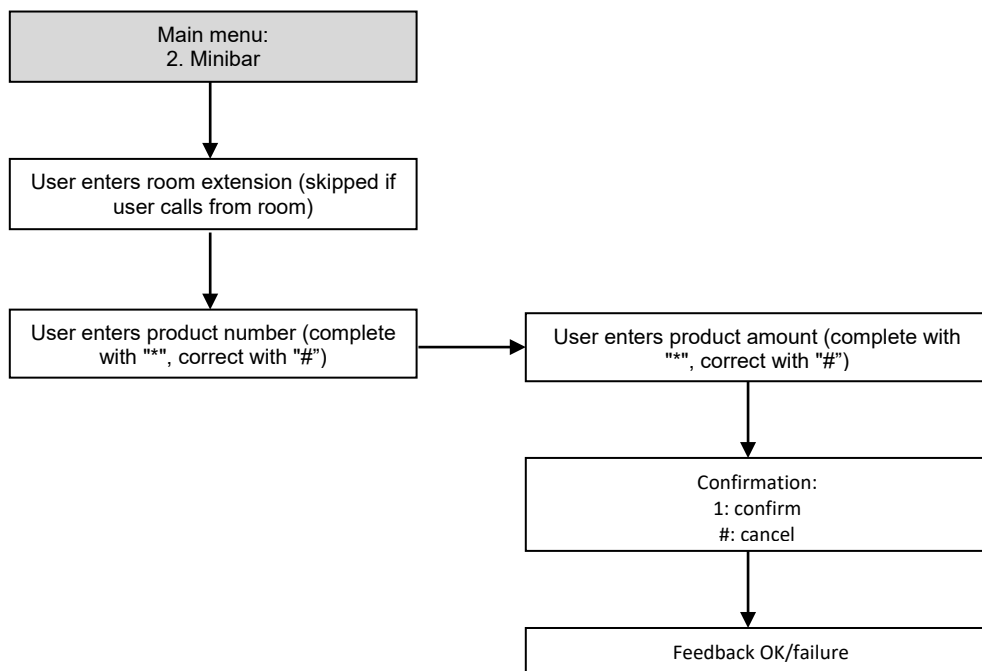 Main menu:
2. Minibar
User enters room extension (skipped if
user calls from room)
User enters product number (complete
with "*", correct with "#”)
User enters product amount (complete with
"*", correct with "#”)
Confirmation:
1: confirm
#: cancel
Feedback OK/failure